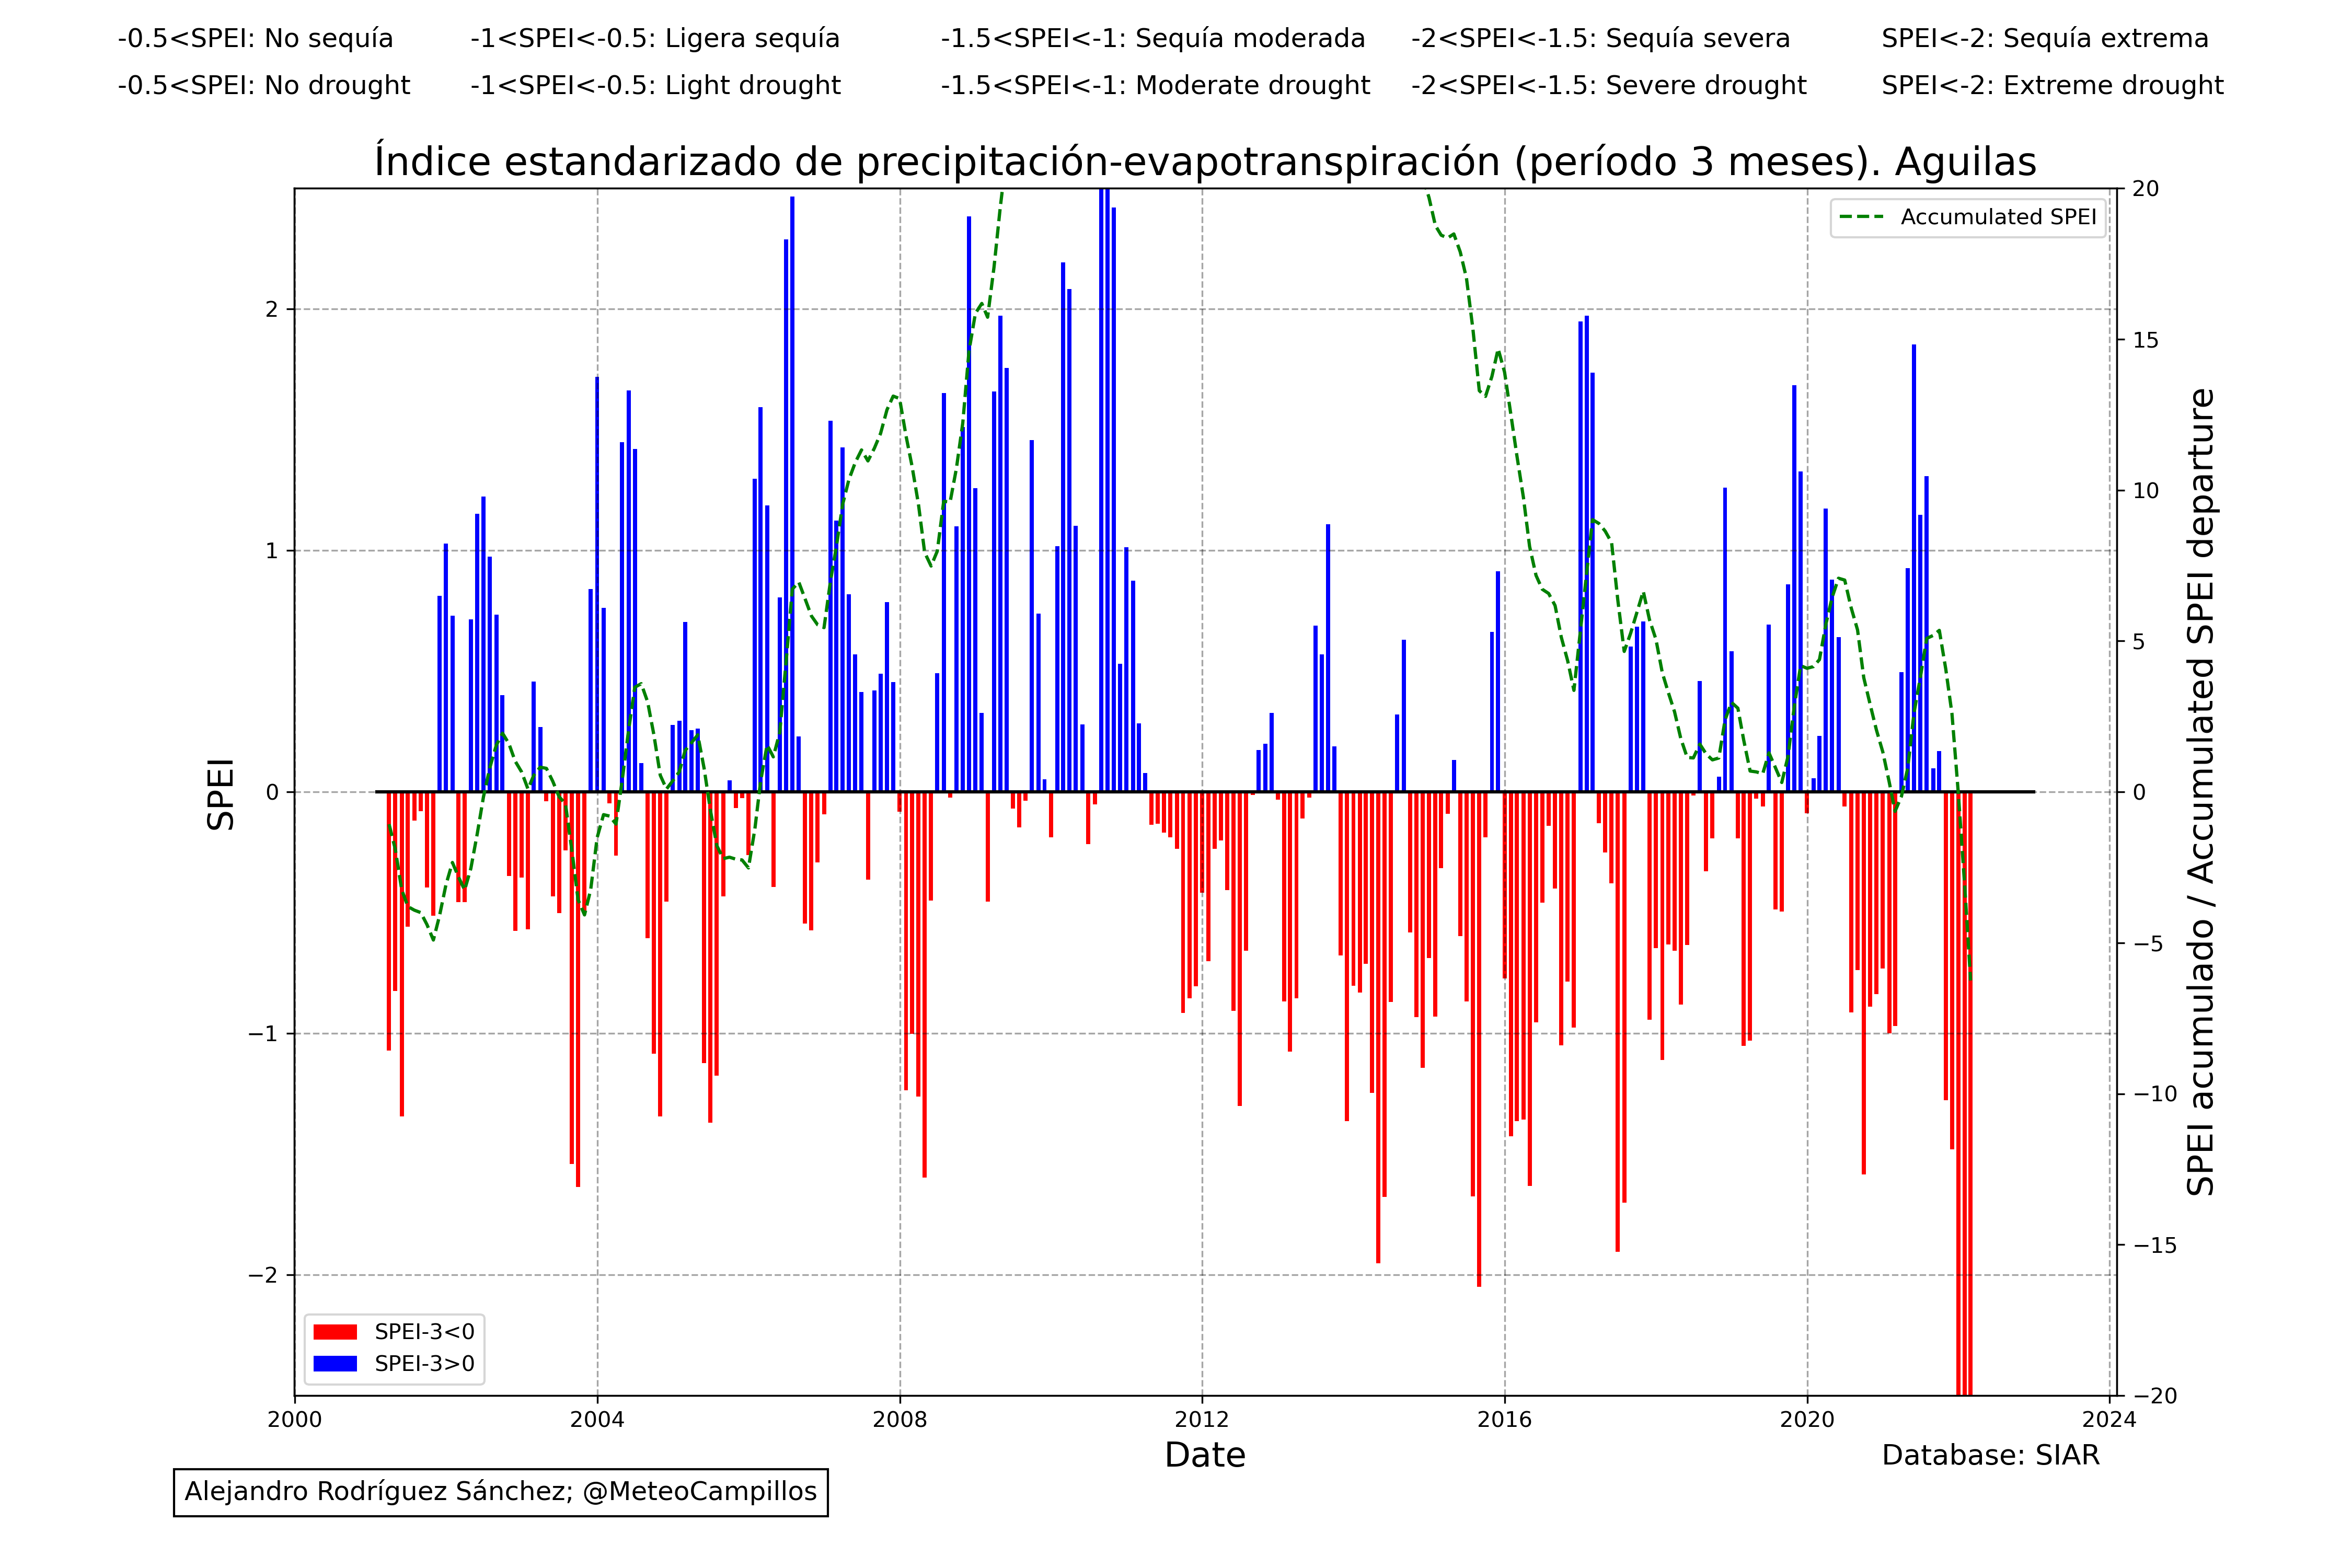 -0.5<SPEI: No sequía -1<SPEI<-0.5: Ligera sequía -1.5<SPEI<-1: Sequía moderada -2<SPEI<-1.5: Sequía severa SPEI<-2: Sequía extrema
-0.5<SPEI: No drought -1<SPEI<-0.5: Light drought -1.5<SPEI<-1: Moderate drought -2<SPEI<-1.5: Severe drought SPEI<-2: Extreme drought
Índice estandarizado de precipitación-evapotranspiración (período 3 meses). Aguilas
Accumulated SPEI
SPEI
2
1
0
−1
−2
20
15
10
5
0
−5
−10
−15
−20
SPEI acumulado / Accumulated SPEI departure
SPEI-3<0
SPEI-3>0
2000 2004 2008 2012 2016 2020 2024
Date
Database: SIAR
Alejandro Rodríguez Sánchez; @MeteoCampillos